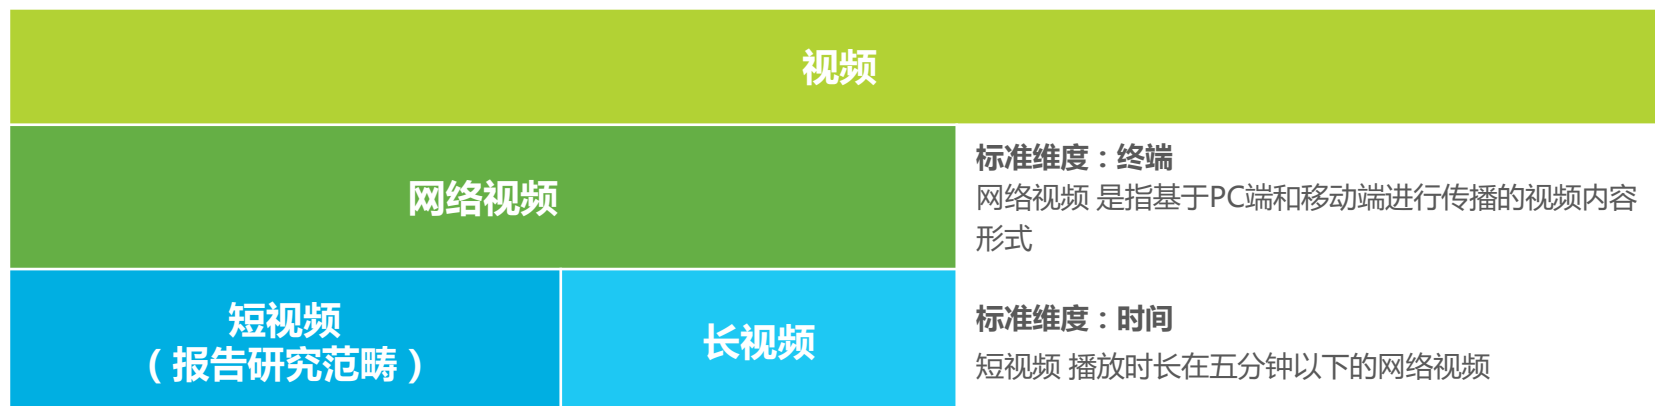 视频
网络视频
标准维度：终端
网络视频 是指基于PC端和移动端进行传播的视频内容
形式
短视频
（报告研究范畴）
长视频
标准维度：时间
短视频 播放时长在五分钟以下的网络视频